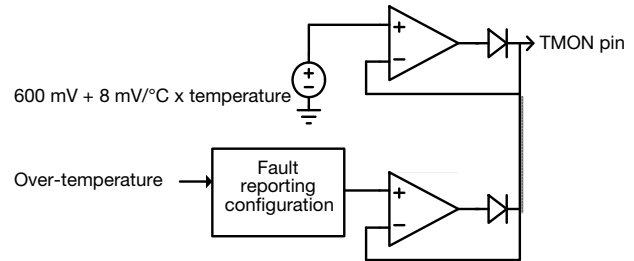 TMON pin
600 mV + 8 mV/°C x temperature
Over-temperature
Fault
reporting
configuration